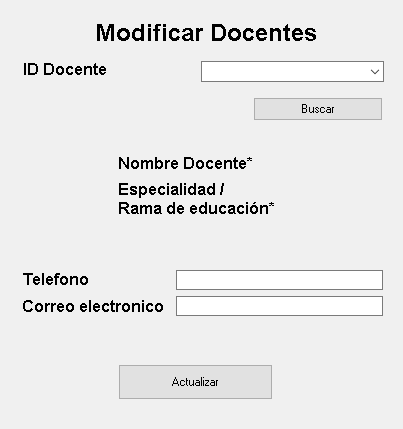 Modificar Docentes
ID Docente
Buscar
Nombre Docente*
Especialidad /
Rama de educación*
Telefono
Correo electronico
Actualizar